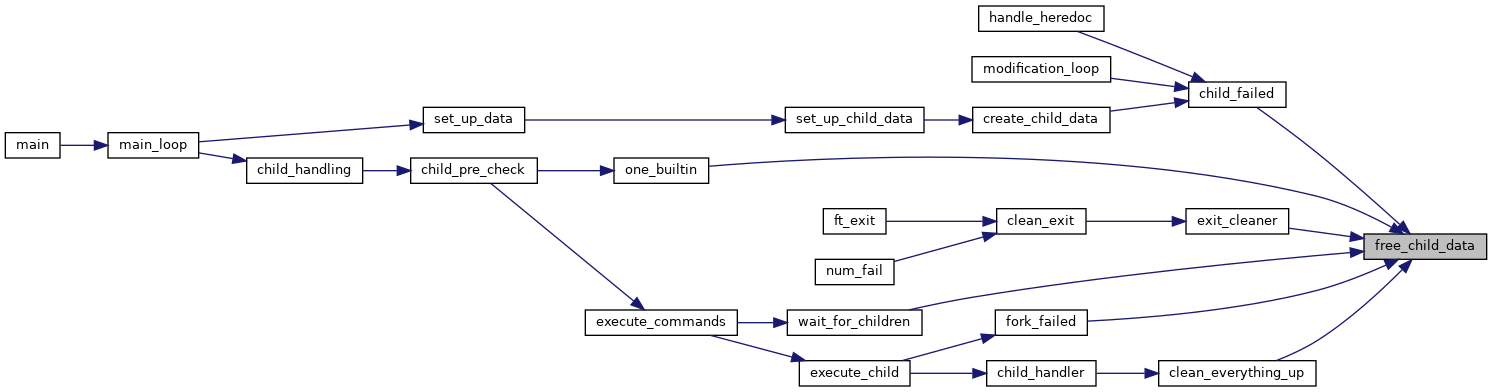 handle_heredoc
modification_loop
child_failed
set_up_data
set_up_child_data
create_child_data
main
main_loop
child_handling
child_pre_check
one_builtin
ft_exit
clean_exit
exit_cleaner
free_child_data
num_fail
execute_commands
wait_for_children
fork_failed
execute_child
child_handler
clean_everything_up